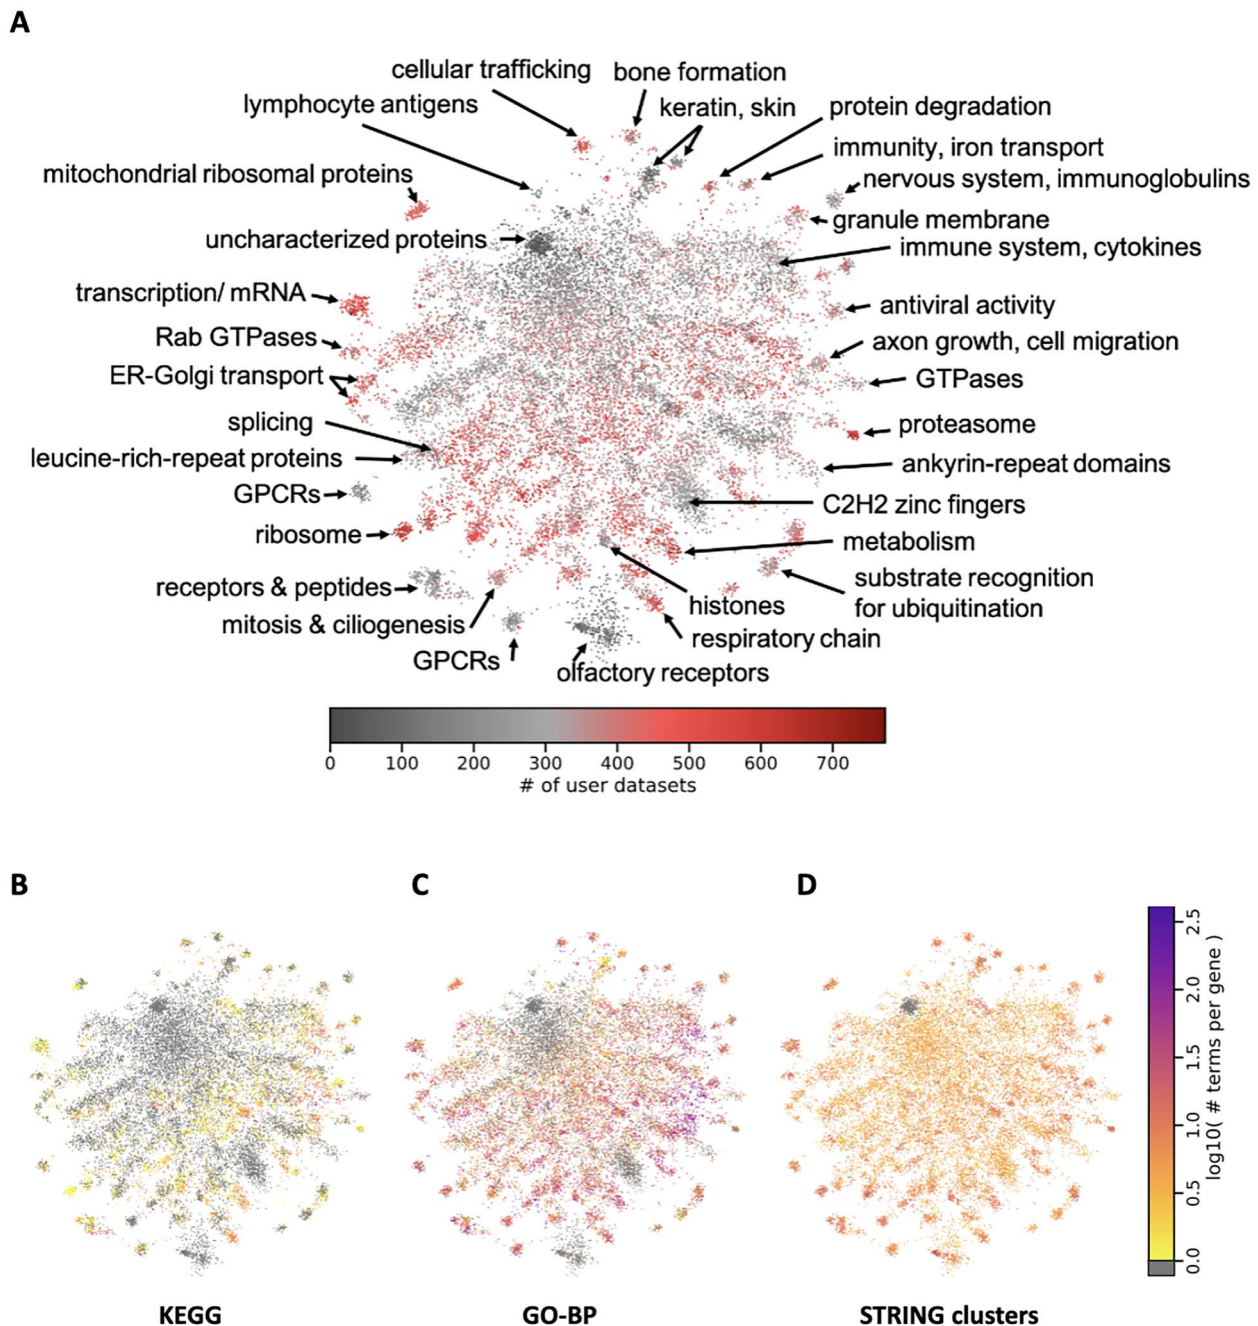 A
cellular trafficking
bone formation
lymphocyte antigens
keratin, skin
protein degradation
immunity, iron transport
mitochondrial ribosomal proteins
nervous system, immunoglobulins
granule membrane
uncharacterized proteins
immune system, cytokines
transcription/ mRNA
antiviral activity
Rab GTPases
axon growth, cell migration
ER-Golgi transport
GTPases
splicing
proteasome
leucine-rich-repeat proteins
ankyrin-repeat domains
GPCRs
C2H2 zinc fingers
ribosome
metabolism
receptors & peptides
substrate recognition
for ubiquitination
histones
mitosis & ciliogenesis
respiratory chain
GPCRs
olfactory receptors
0 100 200 300 400 500 600 700
# of user datasets
B
C
D
2.5
2.0
1.5
1.0
0.5
0.0
log10( # terms per gene )
KEGG
GO-BP
STRING clusters